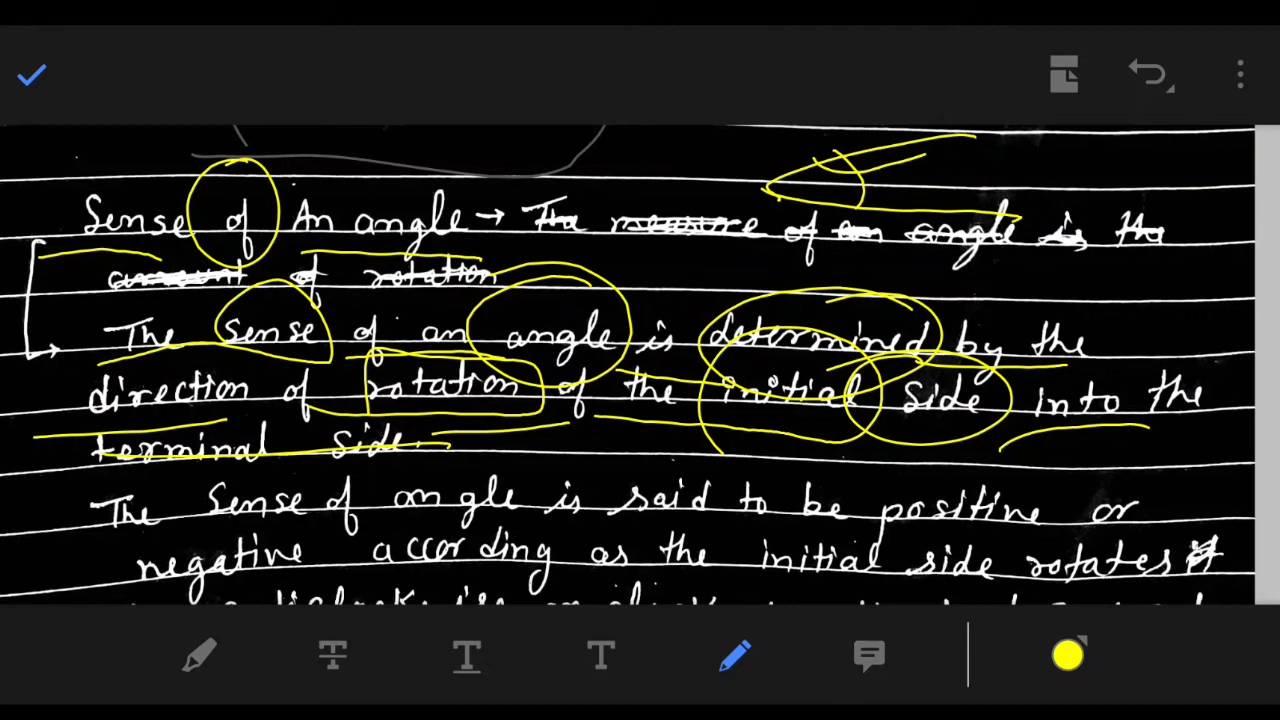 Sense of An angle → The measure of an angle is the
amount of rotation
The sense of an angle is determined by the
direction of rotation of the initial side into the
terminal side.
The Sense of angle is said to be positive or
negative according as the initial side rotates